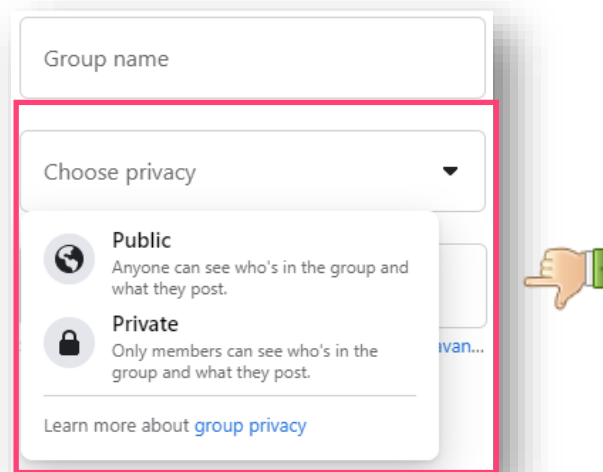 Group name
Choose privacy
Public
Anyone can see who's in the group and
what they post.
Private
Only members can see who's in the
group and what they post.
Learn more about group privacy